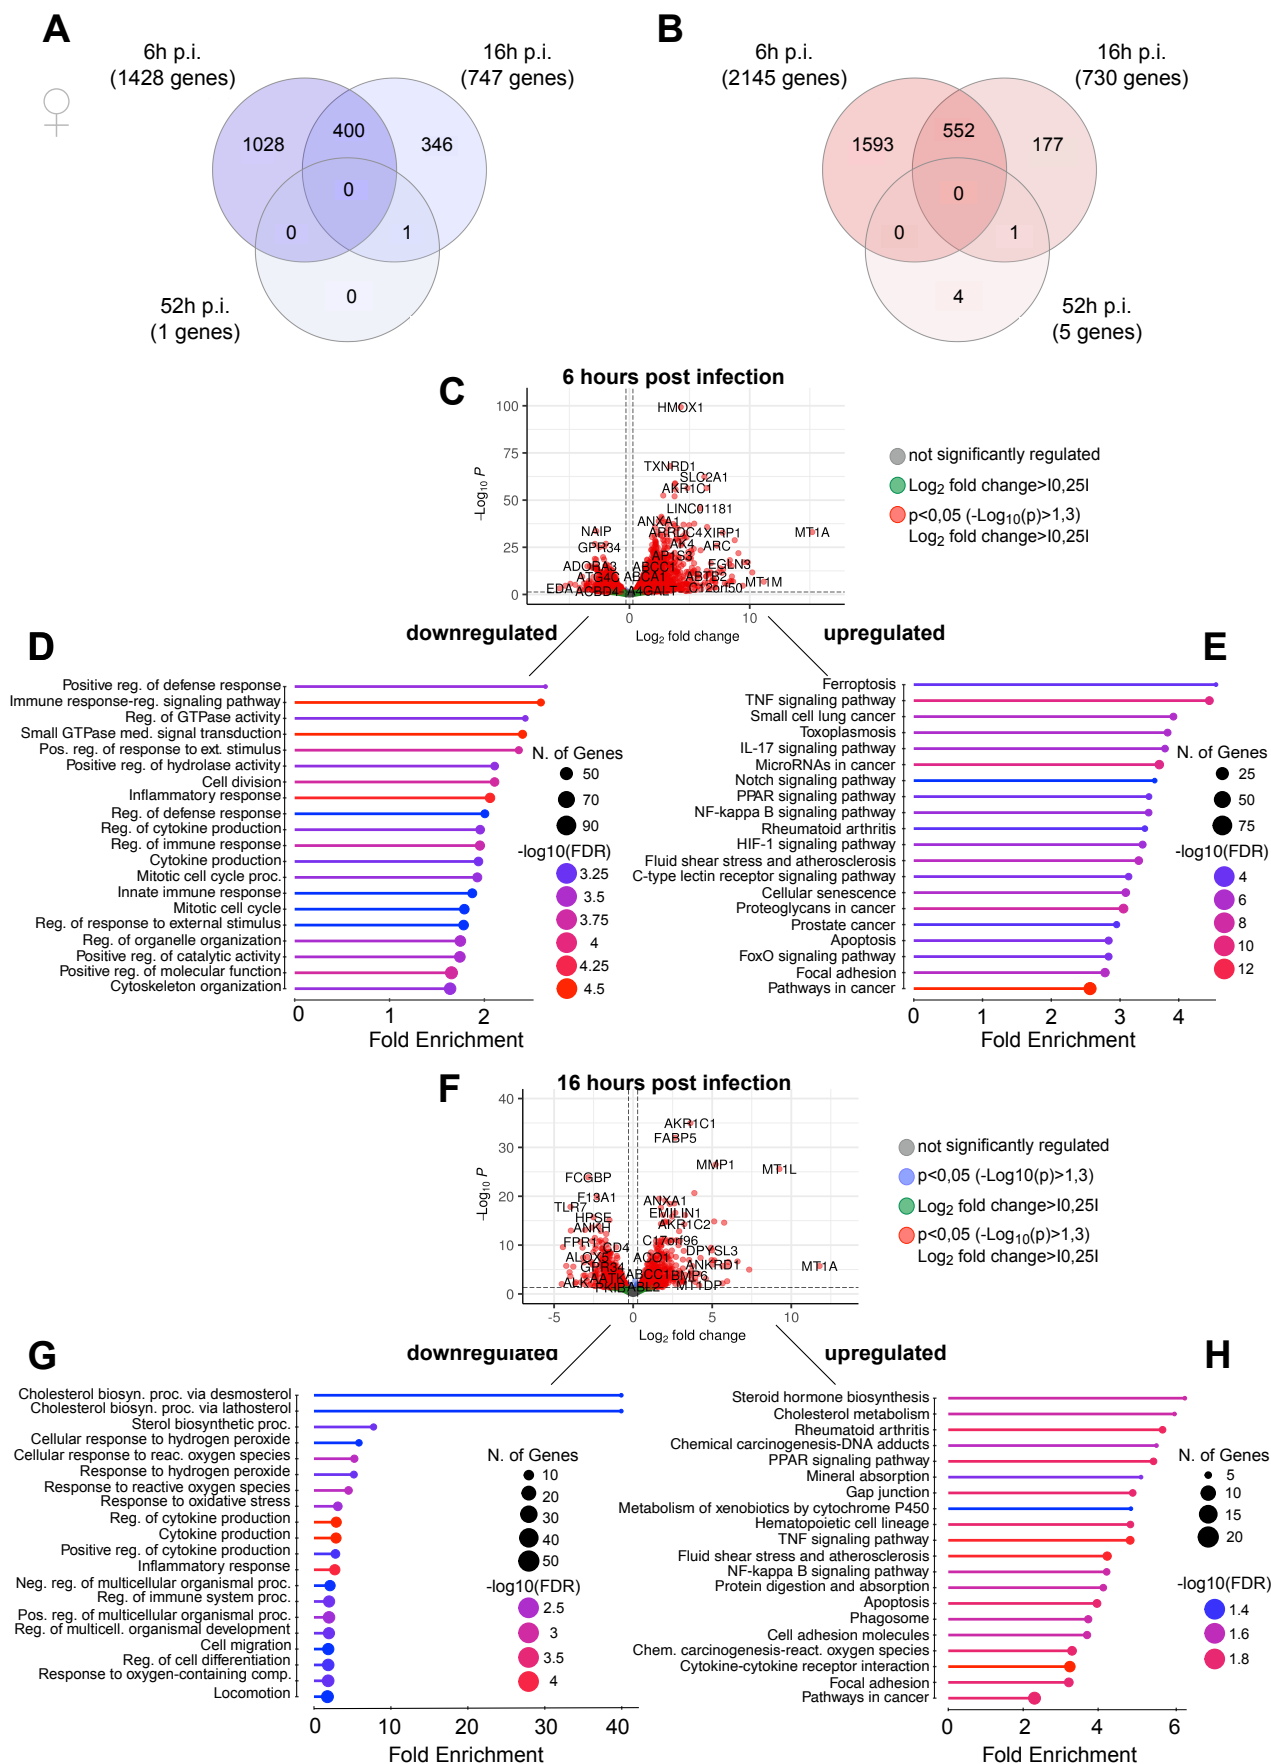 A
6h p.i.
(1428 genes)
16h p.i.
(747 genes)
1028
400
346
0
0
1
0
52h p.i.
(1 genes)
B
6h p.i.
(2145 genes)
16h p.i.
(730 genes)
1593
552
177
0
0
1
4
52h p.i.
(5 genes)
C
6 hours post infection
100
75
50
25
0
-Log10 P
HMOX1
TXNRD1
SLC2A1
AKR1C1
LINC01181
ANXA1
NAIP
ARRDC4
XIRP1
MT1A
GPR34
AK4
ARC
AP1S3
ADORA3
ABCC1
EGLN3
ATG4C
ABCA1
ABTB2
MT1M
EDA
ACBD4
A4GALT
C12orf50
0
10
Log2 fold change
not significantly regulated
Log2 fold change>I0,25I
p<0,05 (-Log10(p)>1,3)
Log2 fold change>I0,25I
downregulated
upregulated
D
Positive reg. of defense response
Immune response-reg. signaling pathway
Reg. of GTPase activity
Small GTPase med. signal transduction
Pos. reg. of response to ext. stimulus
Positive reg. of hydrolase activity
Cell division
Inflammatory response
Reg. of defense response
Reg. of cytokine production
Reg. of immune response
Cytokine production
Mitotic cell cycle proc.
Innate immune response
Mitotic cell cycle
Reg. of response to external stimulus
Reg. of organelle organization
Positive reg. of catalytic activity
Positive reg. of molecular function
Cytoskeleton organization
0
1
2
Fold Enrichment
N. of Genes
50
70
90
-log10(FDR)
3.25
3.5
3.75
4
4.25
4.5
E
Ferroptosis
TNF signaling pathway
Small cell lung cancer
Toxoplasmosis
IL-17 signaling pathway
MicroRNAs in cancer
Notch signaling pathway
PPAR signaling pathway
NF-kappa B signaling pathway
Rheumatoid arthritis
HIF-1 signaling pathway
Fluid shear stress and atherosclerosis
C-type lectin receptor signaling pathway
Cellular senescence
Proteoglycans in cancer
Prostate cancer
Apoptosis
FoxO signaling pathway
Focal adhesion
Pathways in cancer
0
1
2
3
4
Fold Enrichment
N. of Genes
25
50
75
-log10(FDR)
4
6
8
10
12
F
16 hours post infection
40
30
20
10
0
-Log10 P
AKR1C1
FABP5
MMP1
MT1L
FCGBP
F13A1
ANXA1
TLR7
HPSE
EMILIN1
ANKH
AKR1C2
FPR1
CD4
C17orf96
DPYSL3
ALOX5
ACO1
GPR34
ANKRD1
MT1A
ALK
AATK
ABCC1
BMP6
PKIB
ABL2
MT1DP
-5
0
5
10
Log2 fold change
not significantly regulated
p<0,05 (-Log10(p)>1,3)
Log2 fold change>I0,25I
p<0,05 (-Log10(p)>1,3)
Log2 fold change>I0,25I
downregulated
upregulated
G
Cholesterol biosyn. proc. via desmosterol
Cholesterol biosyn. proc. via lathosterol
Sterol biosynthetic proc.
Cellular response to hydrogen peroxide
Cellular response to reac. oxygen species
Response to hydrogen peroxide
Response to reactive oxygen species
Response to oxidative stress
Reg. of cytokine production
Cytokine production
Positive reg. of cytokine production
Inflammatory response
Neg. reg. of multicellular organismal proc.
Reg. of immune system proc.
Pos. reg. of multicellular organismal proc.
Reg. of multicell. organismal development
Cell migration
Reg. of cell differentiation
Response to oxygen-containing comp.
Locomotion
0
10
20
30
40
Fold Enrichment
N. of Genes
10
20
30
40
50
-log10(FDR)
2.5
3
3.5
4
H
Steroid hormone biosynthesis
Cholesterol metabolism
Rheumatoid arthritis
Chemical carcinogenesis-DNA adducts
PPAR signaling pathway
Mineral absorption
Gap junction
Metabolism of xenobiotics by cytochrome P450
Hematopoietic cell lineage
TNF signaling pathway
Fluid shear stress and atherosclerosis
NF-kappa B signaling pathway
Protein digestion and absorption
Apoptosis
Phagosome
Cell adhesion molecules
Chem. carcinogenesis-react. oxygen species
Cytokine-cytokine receptor interaction
Focal adhesion
Pathways in cancer
0
2
4
6
Fold Enrichment
N. of Genes
5
10
15
20
-log10(FDR)
1.4
1.6
1.8